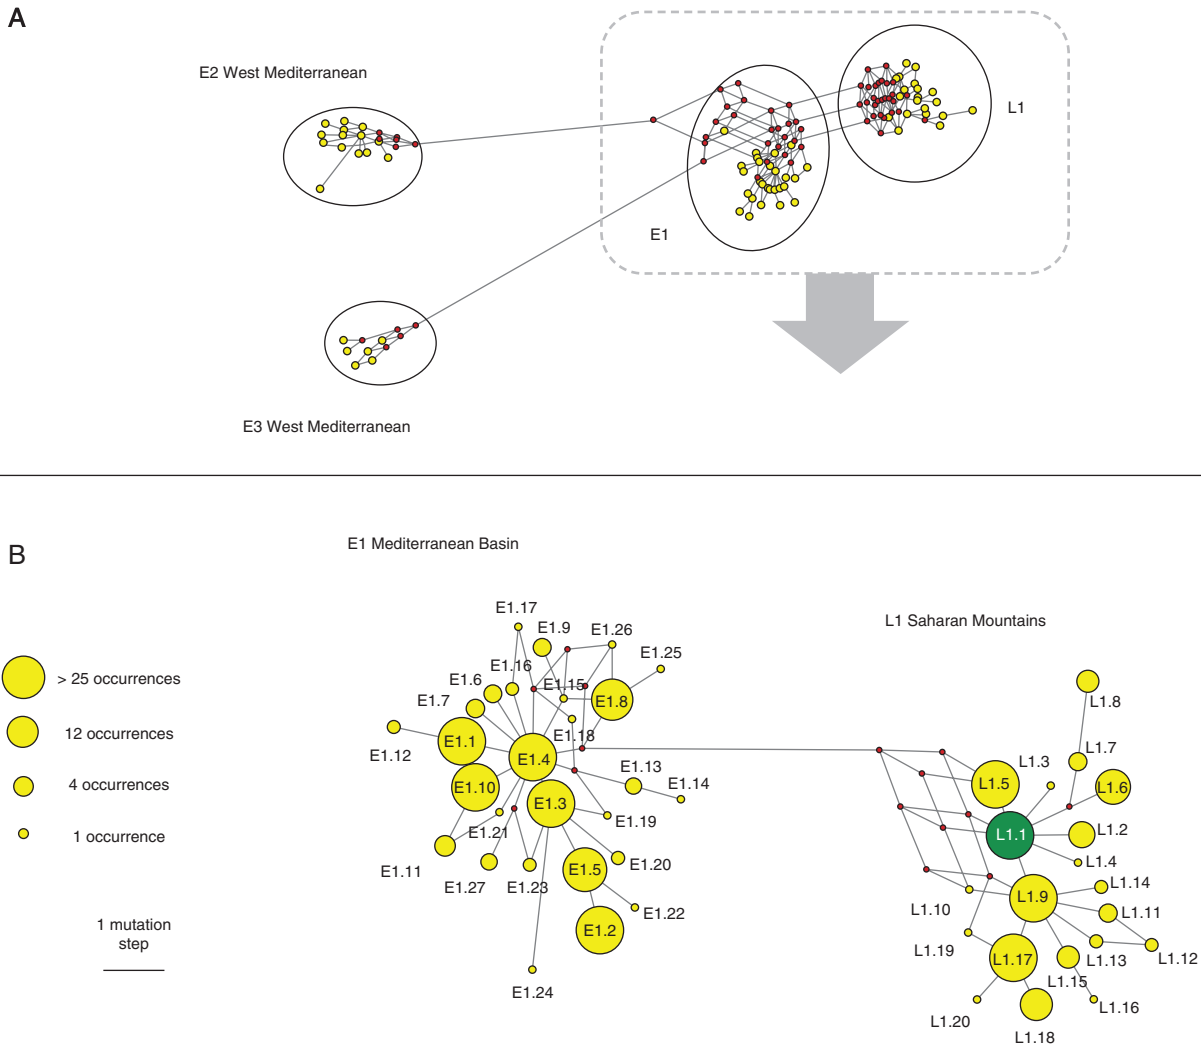 A
E2 West Mediterranean
L1
E1
E3 West Mediterranean
B
E1 Mediterranean Basin
L1 Saharan Mountains
> 25 occurrences
12 occurrences
4 occurrences
1 occurrence
1 mutation
step
E1.17
E1.9
E1.26
E1.25
E1.16
E1.15
E1.6
E1.8
E1.7
E1.18
E1.1
E1.12
E1.4
E1.13
E1.14
E1.10
E1.3
E1.19
E1.21
E1.11
E1.20
E1.5
E1.27
E1.23
E1.22
E1.2
E1.24
L1.8
L1.7
L1.3
L1.5
L1.6
L1.1
L1.2
L1.4
L1.14
L1.9
L1.10
L1.11
L1.19
L1.13
L1.12
L1.17
L1.15
L1.16
L1.20
L1.18